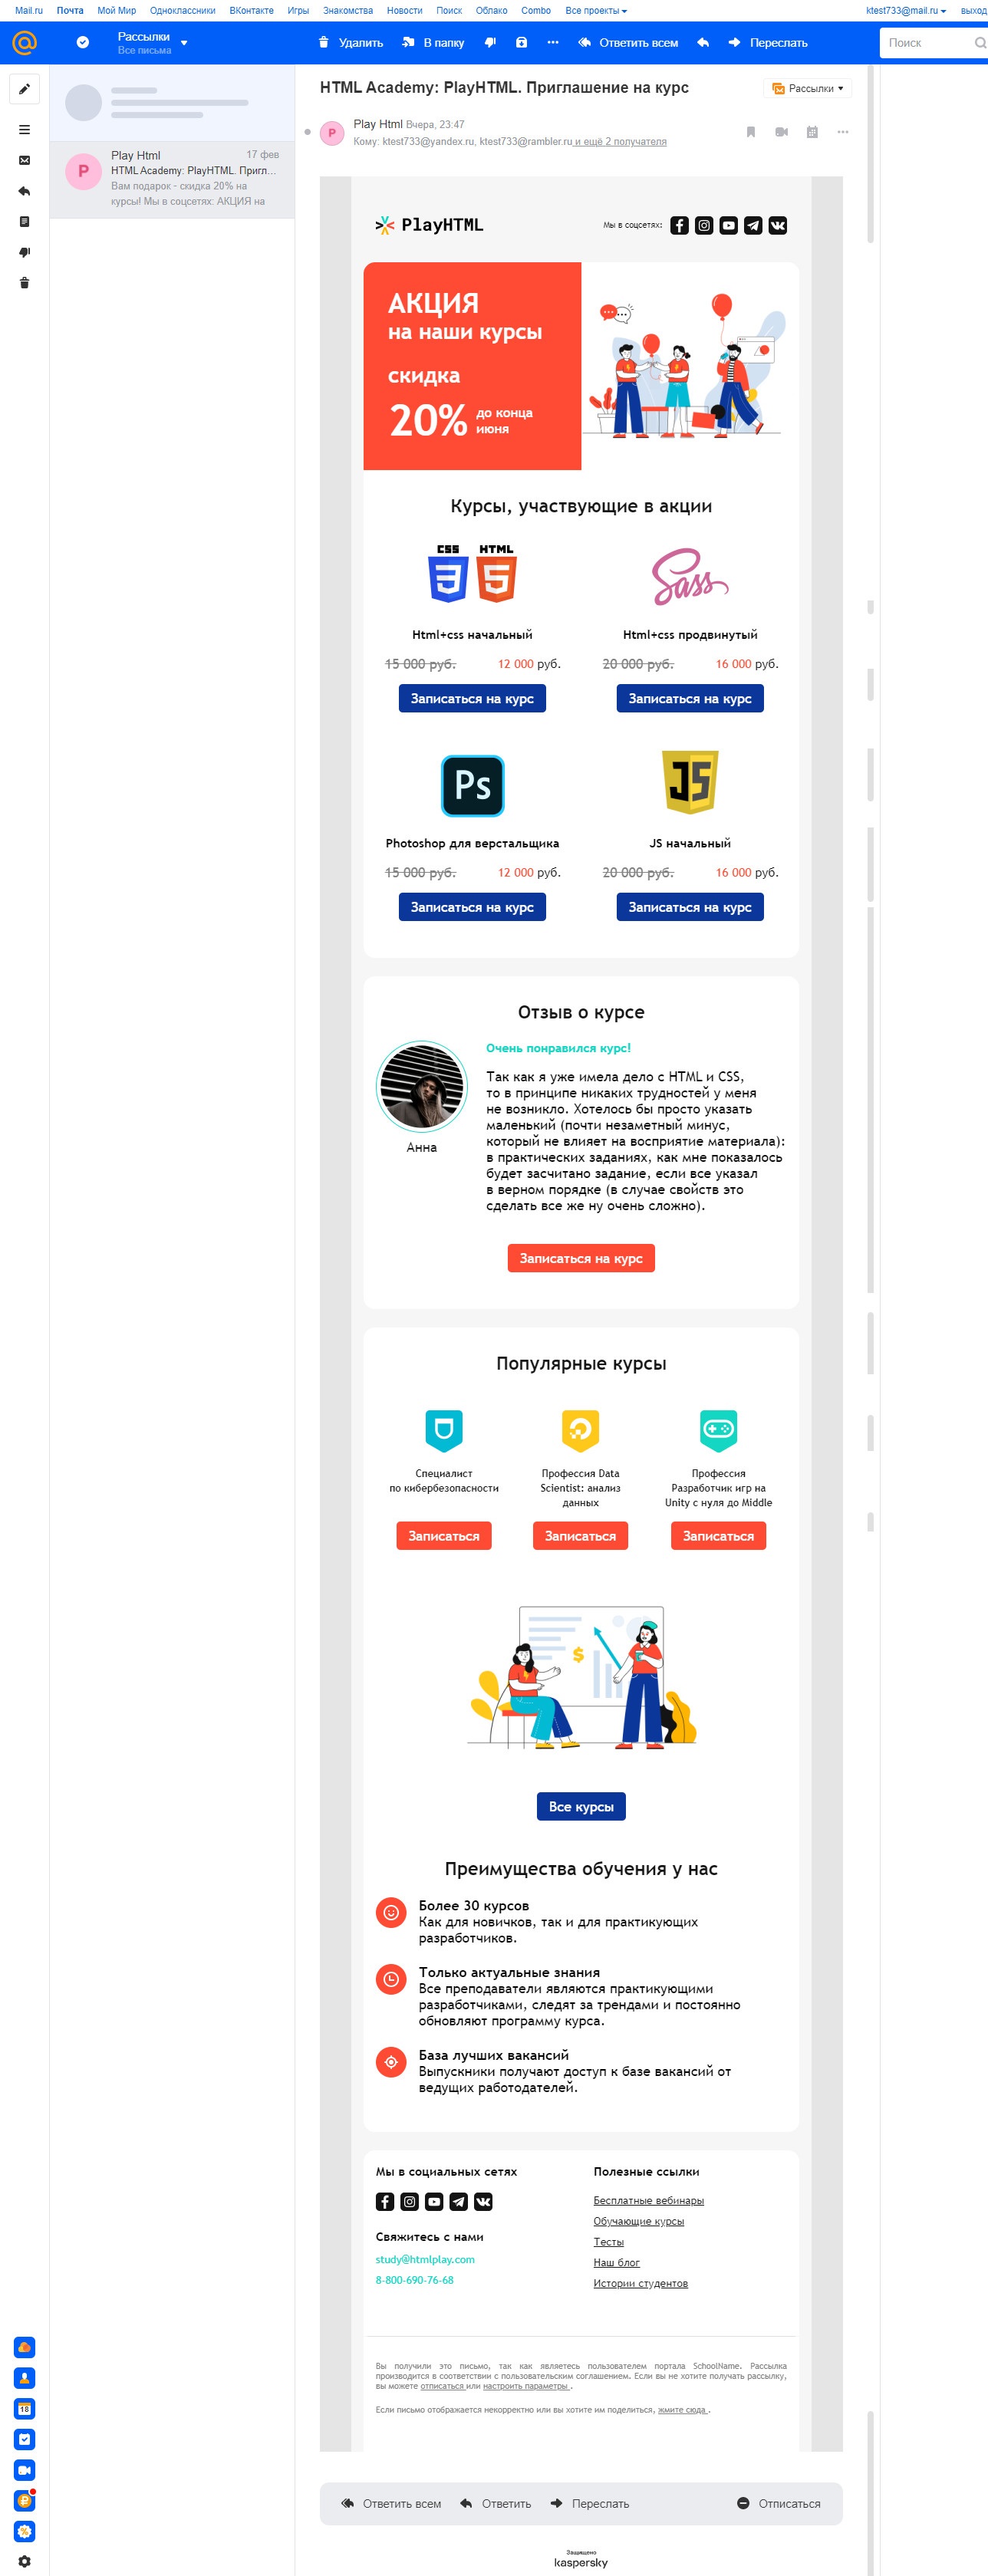 Mail.ru Почта Мой Мир Одноклассники ВКонтакте Игры Знакомства Новости Поиск Облако Combo Все проекты ktest733@mail.ru выход
Рассылки
Все письма
Удалить В папку Ответить всем Переслать Поиск
HTML Academy: PlayHTML. Приглашение на курс
Рассылки
P
Play Html Вчера, 23:47
Кому: ktest733@yandex.ru, ktest733@rambler.ru и ещё 2 получателя
P
Play Html 17 фев
HTML Academy: PlayHTML. Пригл...
Вам подарок - скидка 20% на
курсы! Мы в соцсетях: АКЦИЯ на
PlayHTML
Мы в соцсетях:
АКЦИЯ
на наши курсы
скидка
20% до конца
июня
Курсы, участвующие в акции
CSS HTML
3 5
Sass
Html+css начальный
Html+css продвинутый
15 000 руб. 12 000 руб.
20 000 руб. 16 000 руб.
Записаться на курс
Записаться на курс
Ps
JS
Photoshop для верстальщика
JS начальный
15 000 руб. 12 000 руб.
20 000 руб. 16 000 руб.
Записаться на курс
Записаться на курс
Отзыв о курсе
Очень понравился курс!
Так как я уже имела дело с HTML и CSS,
то в принципе никаких трудностей у меня
не возникло. Хотелось бы просто указать
маленький (почти незаметный минус,
который не влияет на восприятие материала):
в практических заданиях, как мне показалось
будет засчитано задание, если все указал
в верном порядке (в случае свойств это
сделать все же ну очень сложно).
Анна
Записаться на курс
Популярные курсы
Специалист
по кибербезопасности
Профессия Data
Scientist: анализ
данных
Профессия
Разработчик игр на
Unity с нуля до Middle
Записаться
Записаться
Записаться
$
Все курсы
Преимущества обучения у нас
Более 30 курсов
Как для новичков, так и для практикующих
разработчиков.
Только актуальные знания
Все преподаватели являются практикующими
разработчиками, следят за трендами и постоянно
обновляют программу курса.
База лучших вакансий
Выпускники получают доступ к базе вакансий от
ведущих работодателей.
Мы в социальных сетях
Свяжитесь с нами
study@htmlplay.com
8-800-690-76-68
Полезные ссылки
Бесплатные вебинары
Обучающие курсы
Тесты
Наш блог
Истории студентов
Вы получили это письмо, так как являетесь пользователем портала SchoolName. Рассылка
производится в соответствии с пользовательским соглашением. Если вы не хотите получать рассылку,
вы можете отписаться или настроить параметры .
Если письмо отображается некорректно или вы хотите им поделиться, жмите сюда .
18
Ответить всем Ответить Переслать Отписаться
Защищено
kaspersky